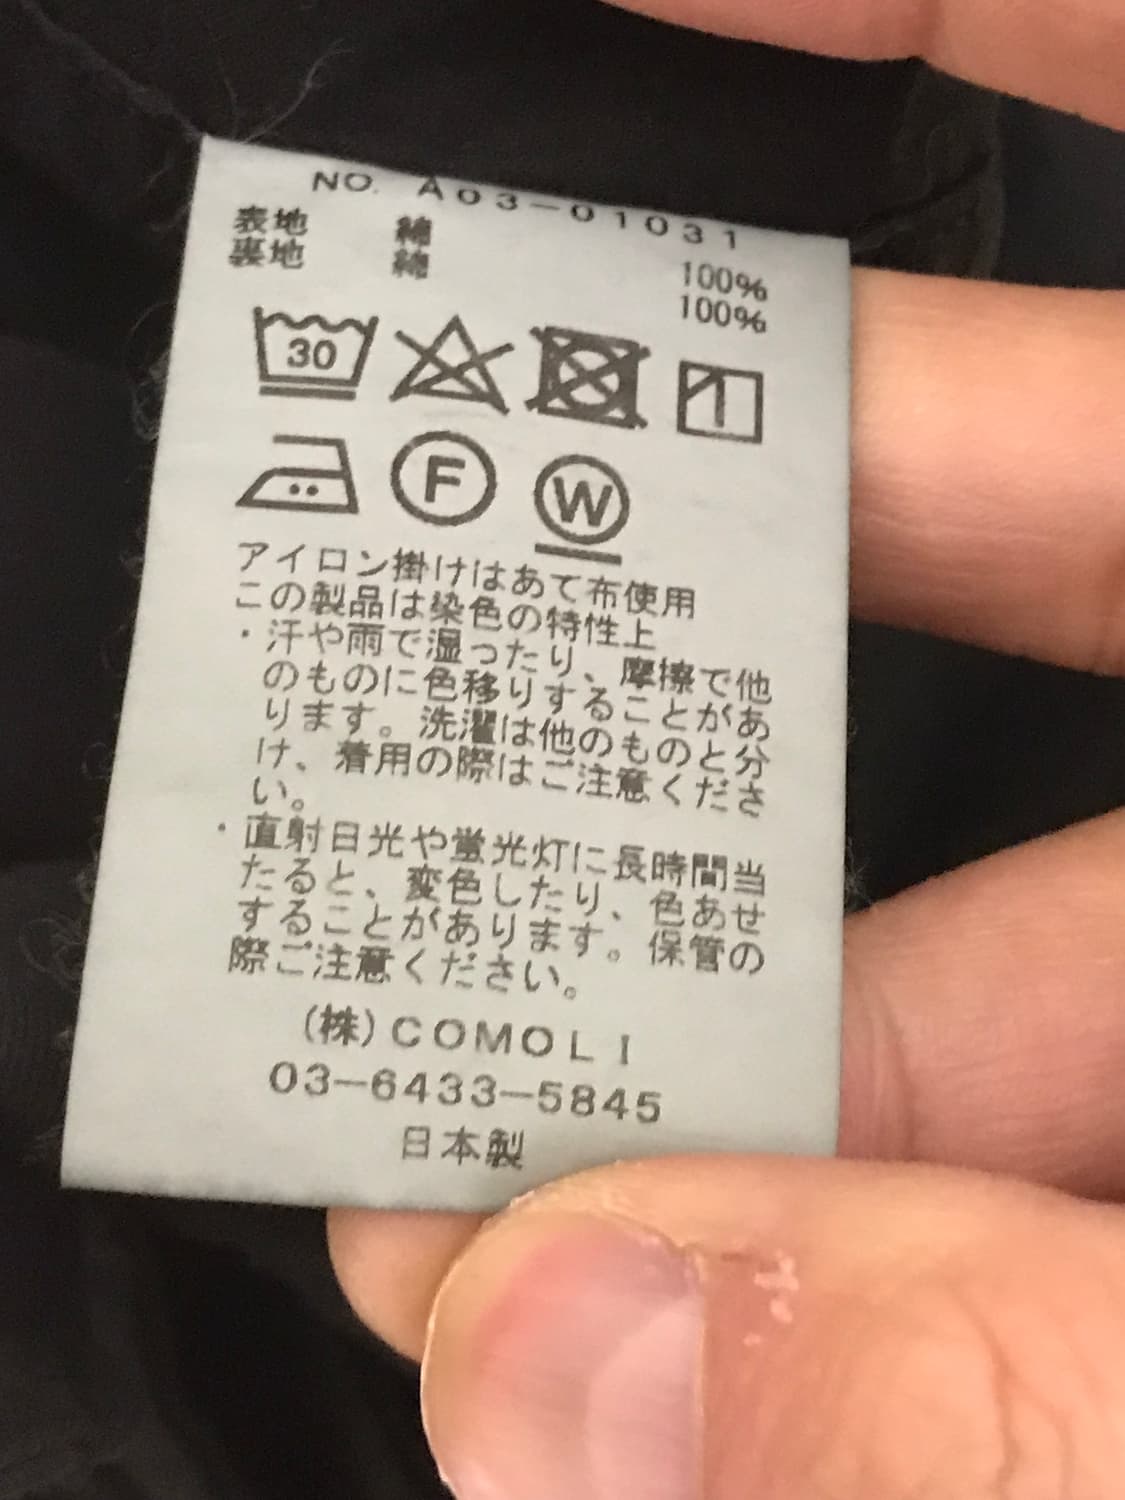 NO. A03-01031
表地 綿 100%
裏地 綿 100%
30
F W
アイロン掛けはあて布使用
この製品は染色の特性上
・汗や雨で湿ったり、摩擦で他
のものに色移りすることがあ
ります。洗濯は他のものと分
け、着用の際はご注意くださ
い。
・直射日光や蛍光灯に長時間当
たると、変色したり、色あせ
することがあります。保管の
際ご注意ください。
(株)COMOLI
03-6433-5845
日本製